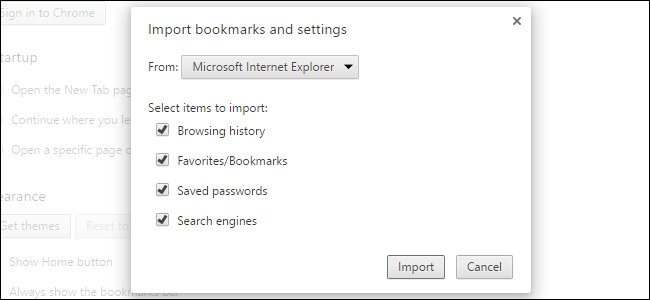 Sign in to Chrome
Import bookmarks and settings
From: Microsoft Internet Explorer
tartup
Open the New Tab pag
Select items to import:
Continue where you le
Browsing history
Open a specific page o
Favorites/Bookmarks
Saved passwords
earance
Search engines
Get themes
Reset to
Show Home button
Import
Cancel
Always show the bookmarks bar